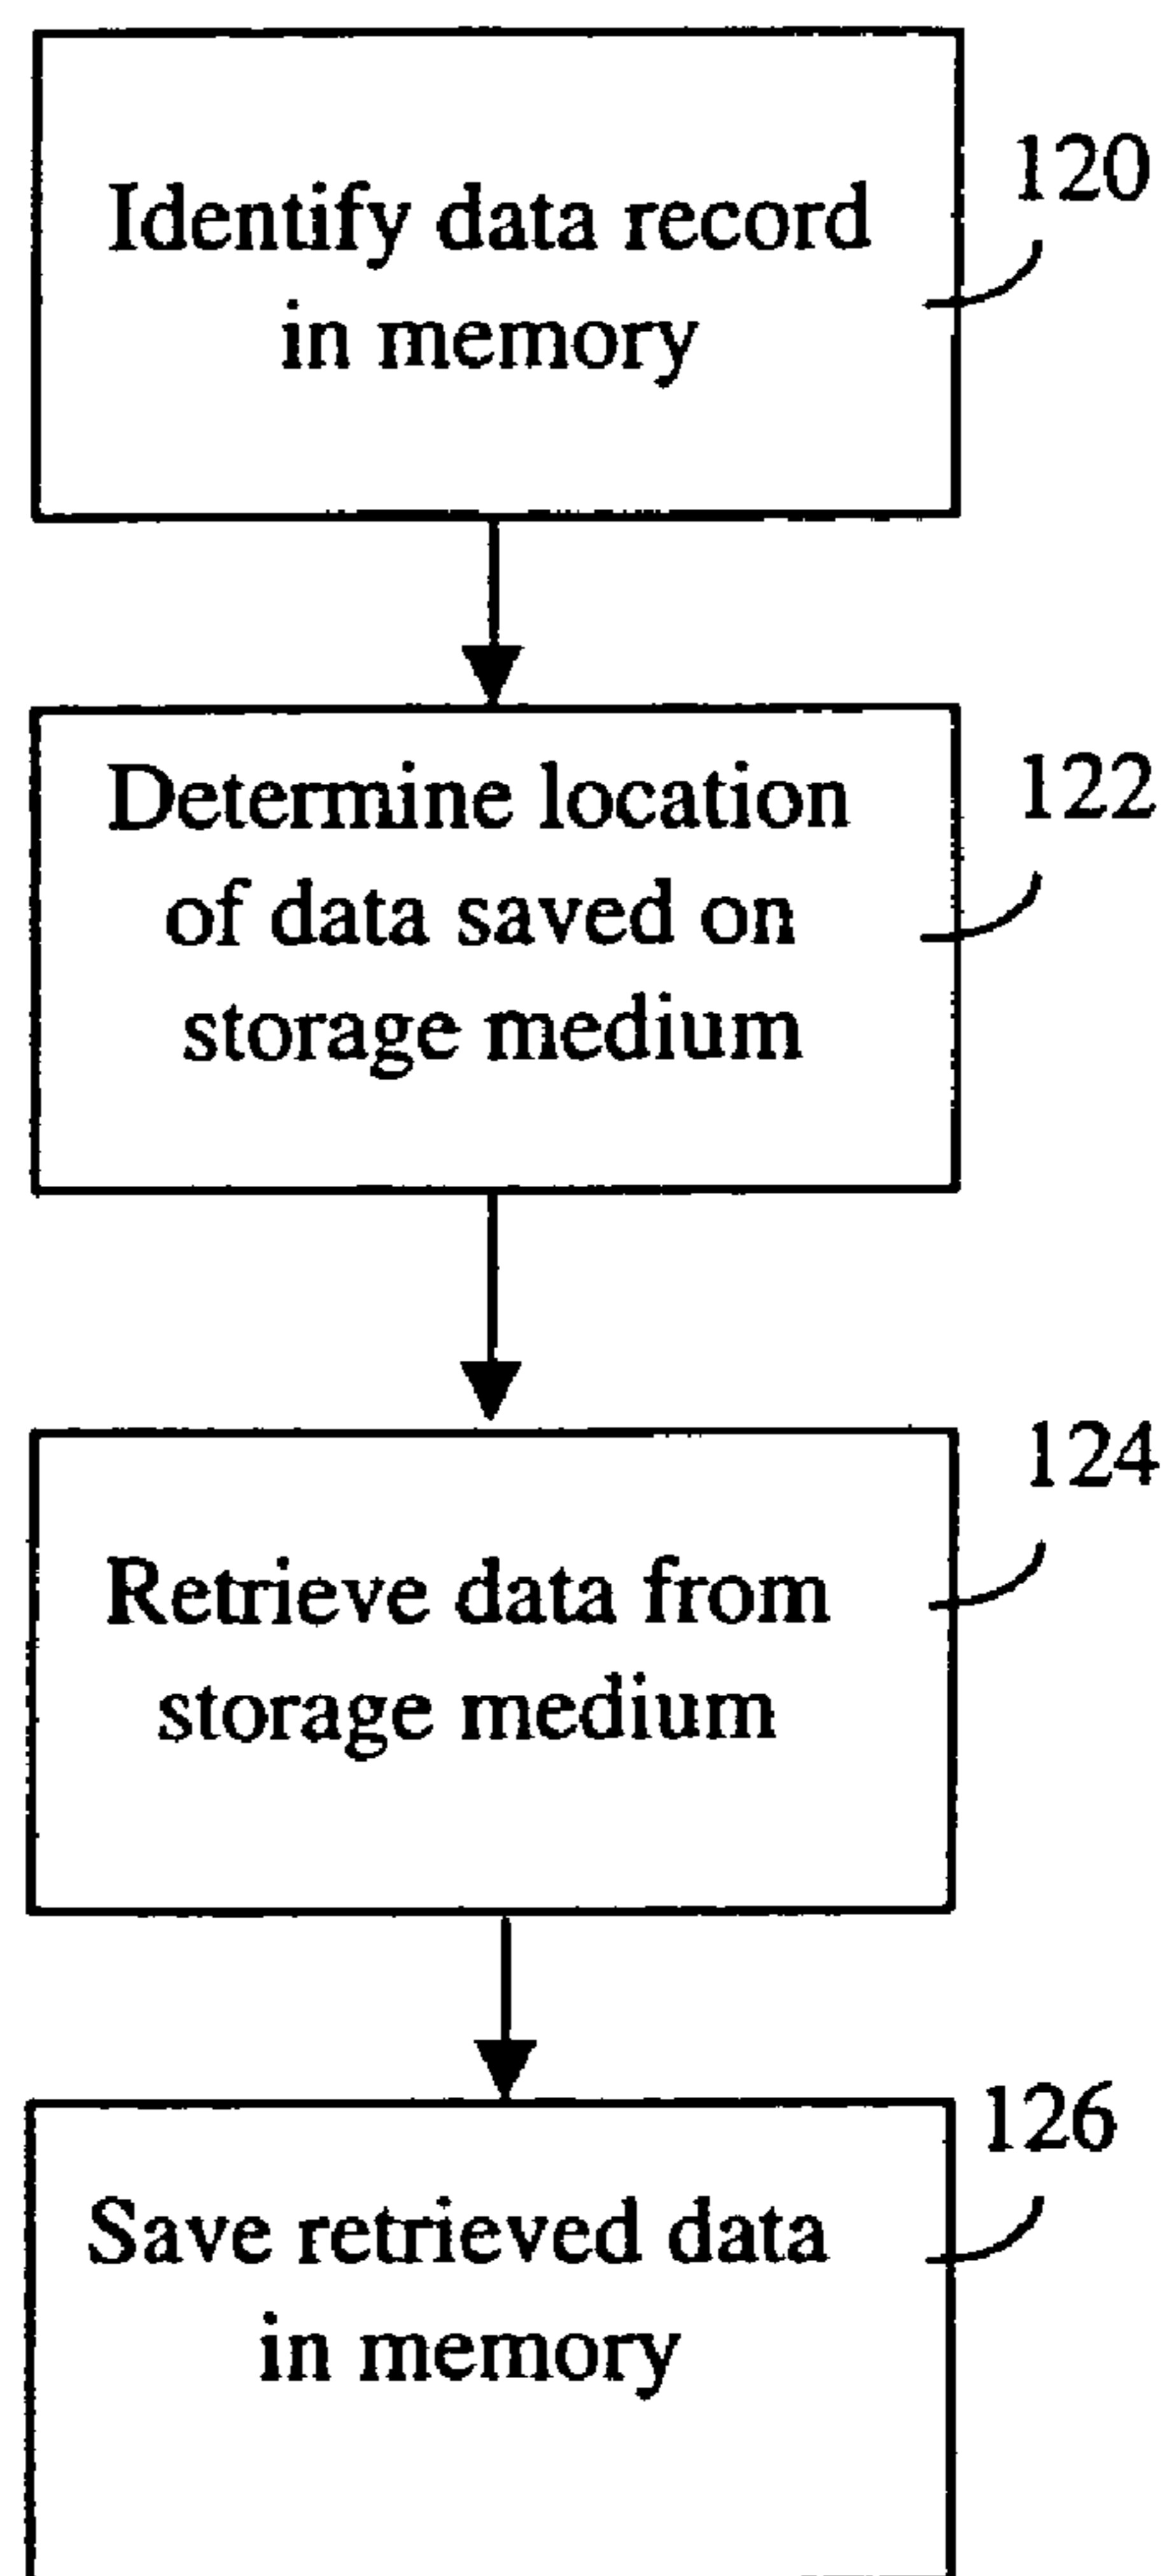 120
Identify data record
in memory
122
Determine location
of data saved on
storage medium
124
Retrieve data from
storage medium
126
Save retrieved data
in memory